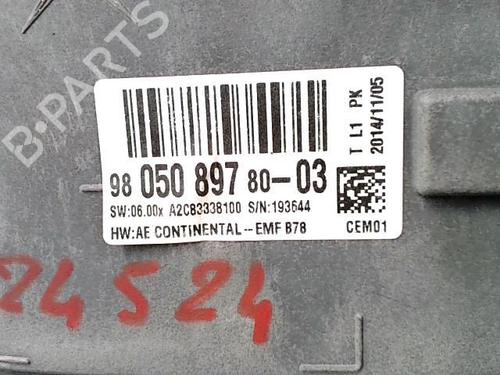 B-PARTS
98 050 897 80-03
SW:06.00x A2C83338100 S/N:193644
HW:AE CONTINENTAL--EMF B78
T L1 PK
2014/11/05
CEM01
24524